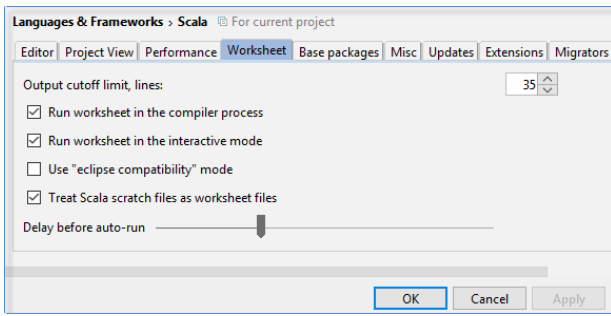 Languages & Frameworks › Scala For current project
Editor Project View Performance Worksheet Base packages Misc Updates Extensions Migrators
Output cutoff limit, lines: 35
Run worksheet in the compiler process
Run worksheet in the interactive mode
Use "eclipse compatibility" mode
Treat Scala scratch files as worksheet files
Delay before auto-run
OK Cancel Apply